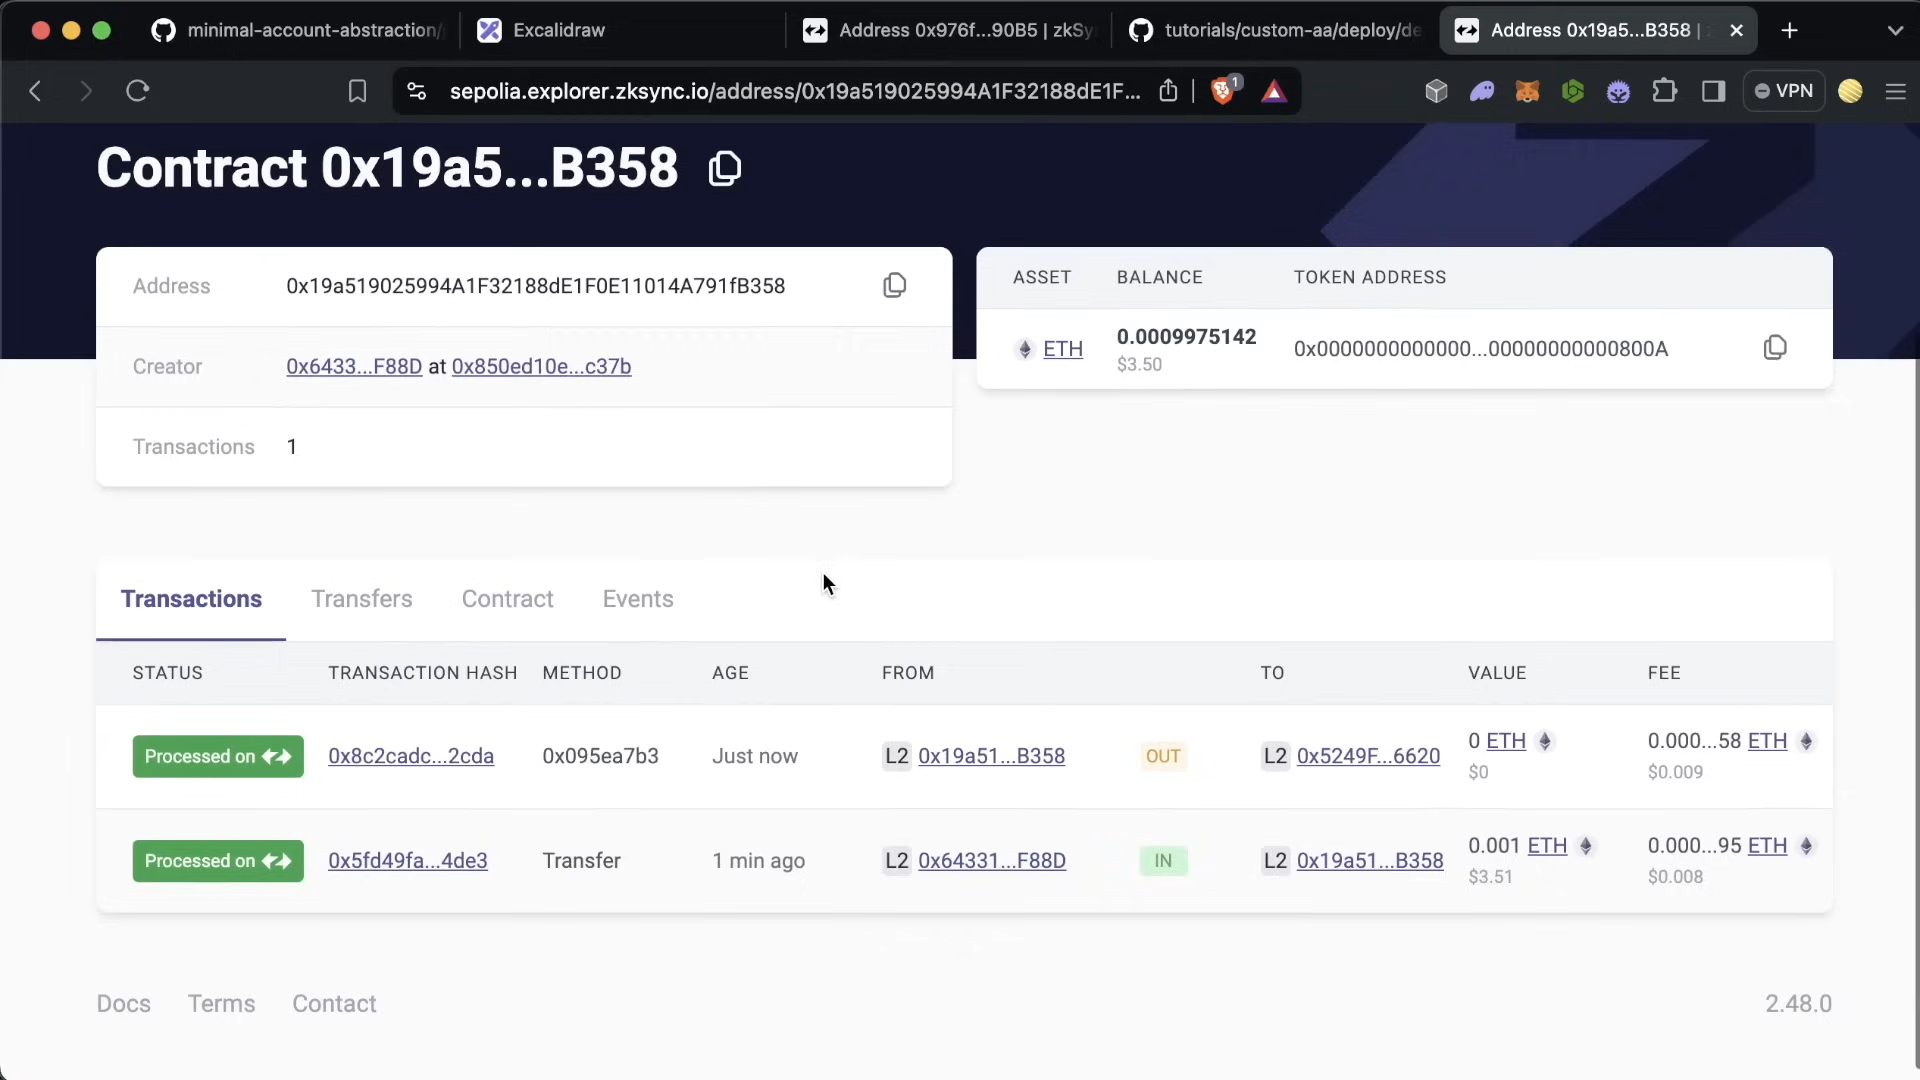 minimal-account-abstraction/
Excalidraw
Address 0x976f...90B5 | zkSy
tutorials/custom-aa/deploy/de
Address 0x19a5...B358 |
sepolia.explorer.zksync.io/address/0x19a519025994A1F32188dE1F...
1
VPN
Contract 0x19a5...B358
Address 0x19a519025994A1F32188dE1F0E11014A791fB358
Creator 0x6433...F88D at 0x850ed10e...c37b
Transactions 1
ASSET BALANCE TOKEN ADDRESS
ETH 0.0009975142 0x0000000000000...00000000000800A
$3.50
Transactions Transfers Contract Events
STATUS TRANSACTION HASH METHOD AGE FROM TO VALUE FEE
Processed on 0x8c2cadc...2cda 0x095ea7b3 Just now L2 0x19a51...B358 OUT L2 0x5249F...6620 0 ETH 0.000...58 ETH
$0 $0.009
Processed on 0x5fd49fa...4de3 Transfer 1 min ago L2 0x64331...F88D IN L2 0x19a51...B358 0.001 ETH 0.000...95 ETH
$3.51 $0.008
Docs Terms Contact 2.48.0